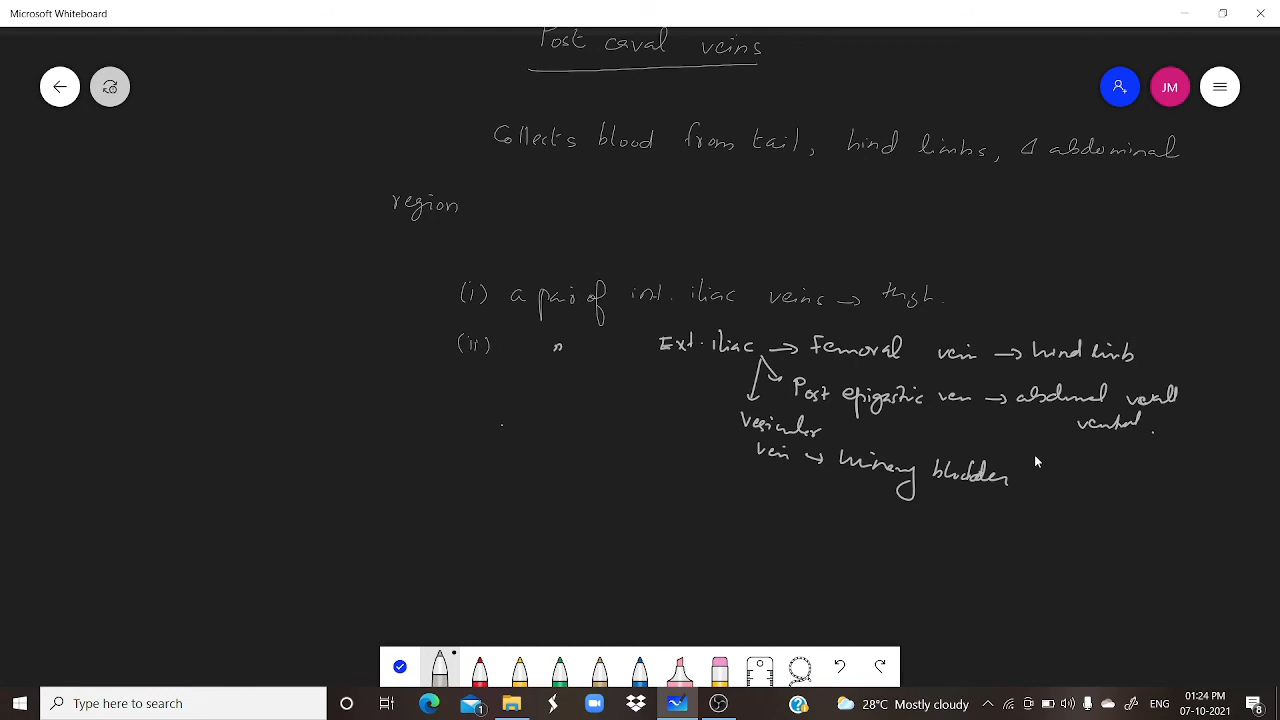 Microsoft Whiteboard
Post caval veins
JM
Collects blood from tail, hind limbs, & abdominal
region
(i) a pair of int. iliac veins → thigh.
(ii) " Ext. iliac → Femoral vein → hind limb
Post epigastric vein → abdominal
ventral.
Vesicular
vein → urinary bladder
Type here to search
1
28°C Mostly cloudy
ENG
01:24 PM
07-10-2021
8